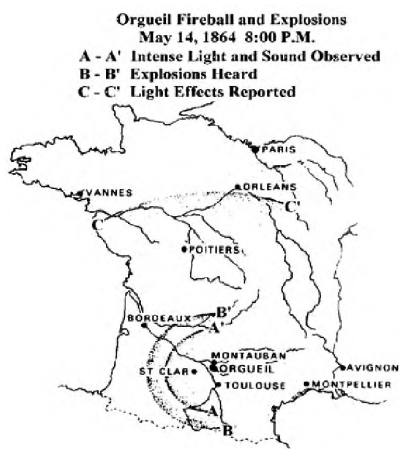 Orgueil Fireball and Explosions
May 14, 1864 8:00 P.M.
A - A' Intense Light and Sound Observed
B - B' Explosions Heard
C - C' Light Effects Reported
PARIS
VANNES
ORLEANS
C'
C
POITIERS
B'
BORDEAUX
A'
MONTAUBAN
ST CLAR
ORGUEIL
AVIGNON
TOULOUSE
MONTPELLIER
A
B